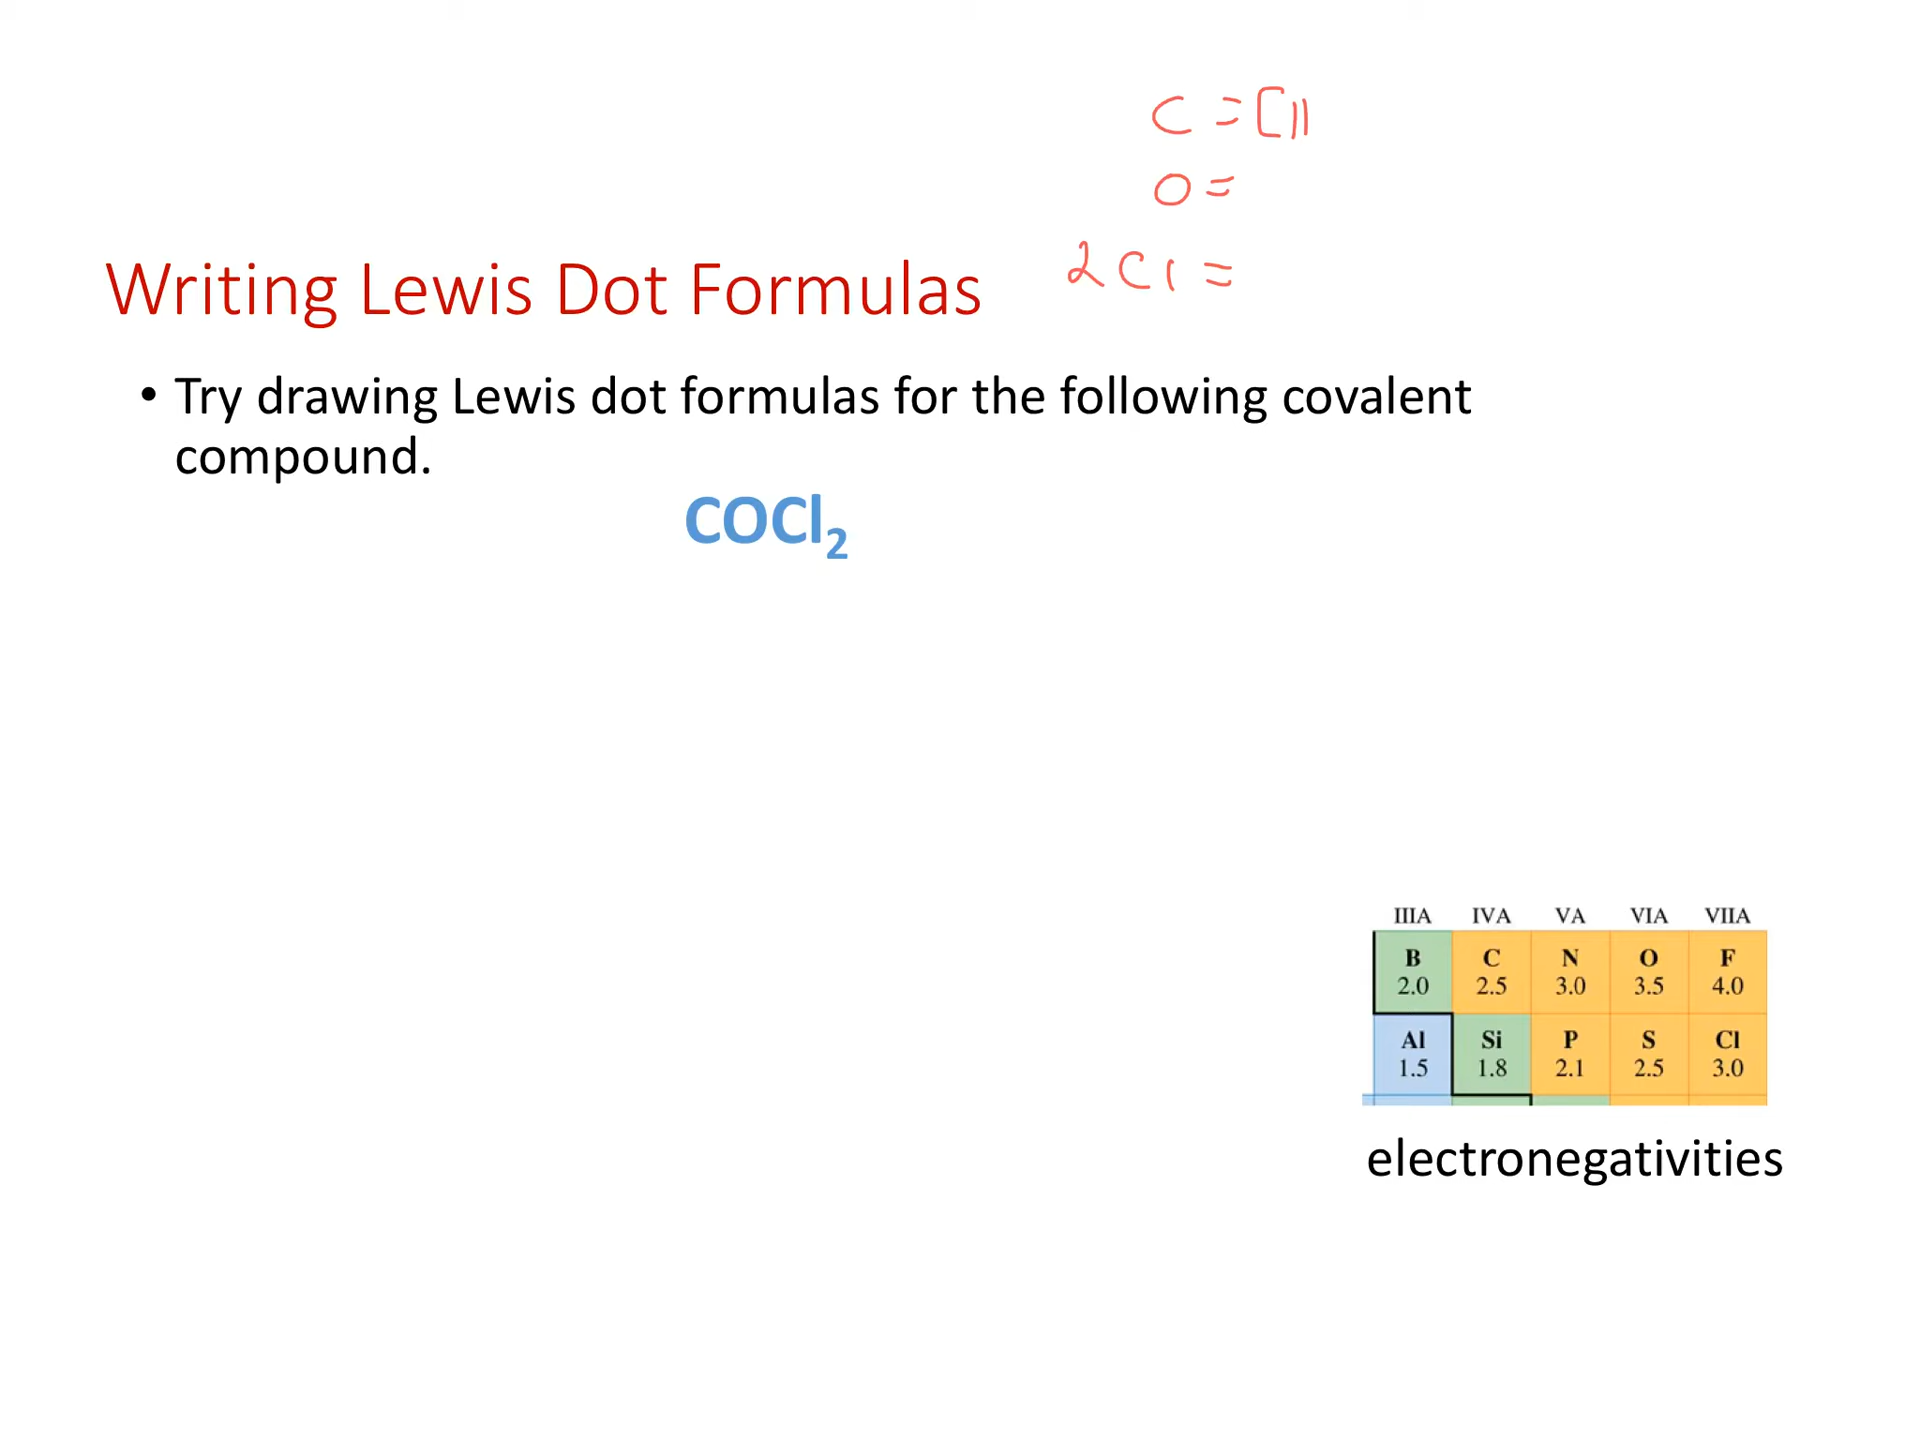 C = [))
O =
2 Cl =
Writing Lewis Dot Formulas
• Try drawing Lewis dot formulas for the following covalent
compound.
COCl₂
IIIA IVA VA VIA VIIA
B C N O F
2.0 2.5 3.0 3.5 4.0
Al Si P S Cl
1.5 1.8 2.1 2.5 3.0
electronegativities